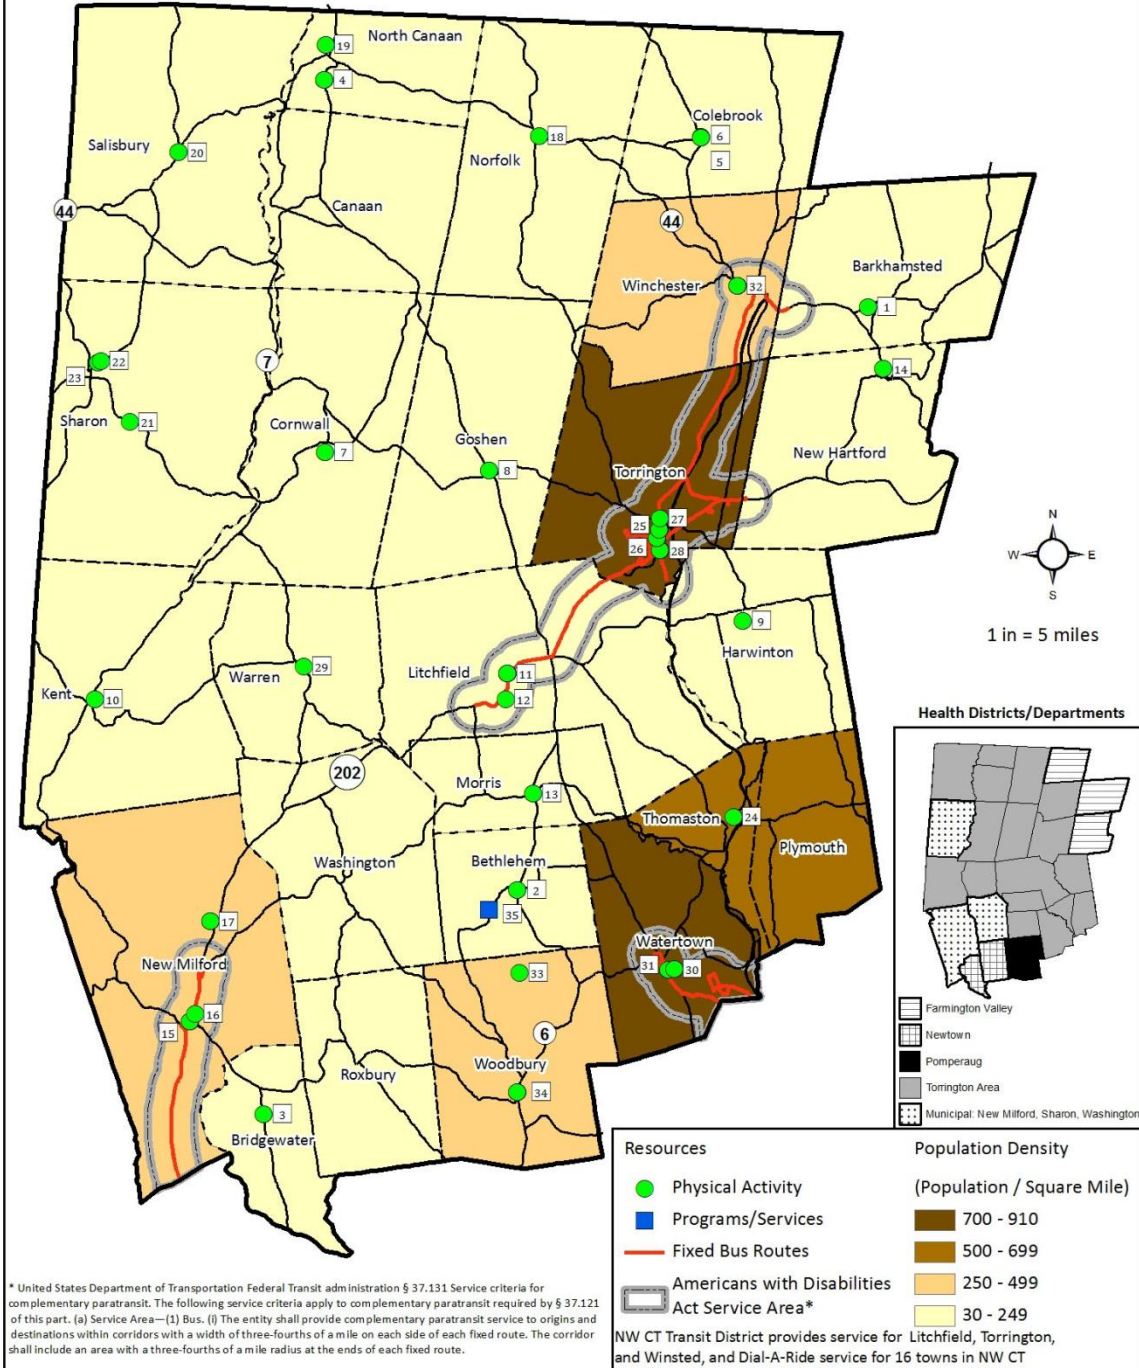 North Canaan
19
4
Colebrook
18
6
5
Salisbury
20
Norfolk
Canaan
44
44
Barkhamsted
Winchester
32
1
22
7
14
23
Sharon
21
Cornwall
Goshen
7
8
New Hartford
Torrington
27
25
26
28
N
W
E
S
1 in = 5 miles
9
Harwinton
Litchfield
11
29
Warren
Kent
10
12
202
Morris
13
Thomaston
24
Plymouth
Washington
Bethlehem
2
35
17
Watertown
31
30
New Milford
33
16
15
6
Woodbury
Roxbury
34
3
Bridgewater
Health Districts/Departments
Farmington Valley
Newtown
Pomperaug
Torrington Area
Municipal: New Milford, Sharon, Washington
Resources
Physical Activity
Programs/Services
Fixed Bus Routes
Americans with Disabilities
Act Service Area*
Population Density
(Population / Square Mile)
700 - 910
500 - 699
250 - 499
30 - 249
NW CT Transit District provides service for Litchfield, Torrington,
and Winsted, and Dial-A-Ride service for 16 towns in NW CT
* United States Department of Transportation Federal Transit administration § 37.131 Service criteria for
complementary paratransit. The following service criteria apply to complementary paratransit required by § 37.121
of this part. (a) Service Area—(1) Bus. (i) The entity shall provide complementary paratransit service to origins and
destinations within corridors with a width of three-fourths of a mile on each side of each fixed route. The corridor
shall include an area with a three-fourths of a mile radius at the ends of each fixed route.